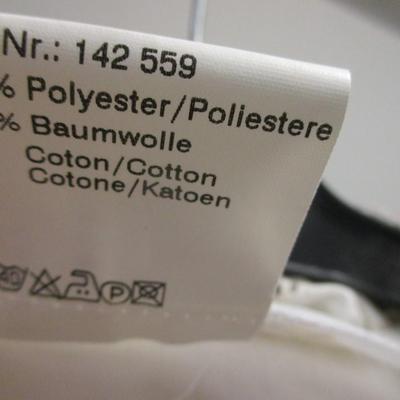 Nr.: 142 559
% Polyester/Poliestere
% Baumwolle
Coton/Cotton
Cotone/Katoen
P